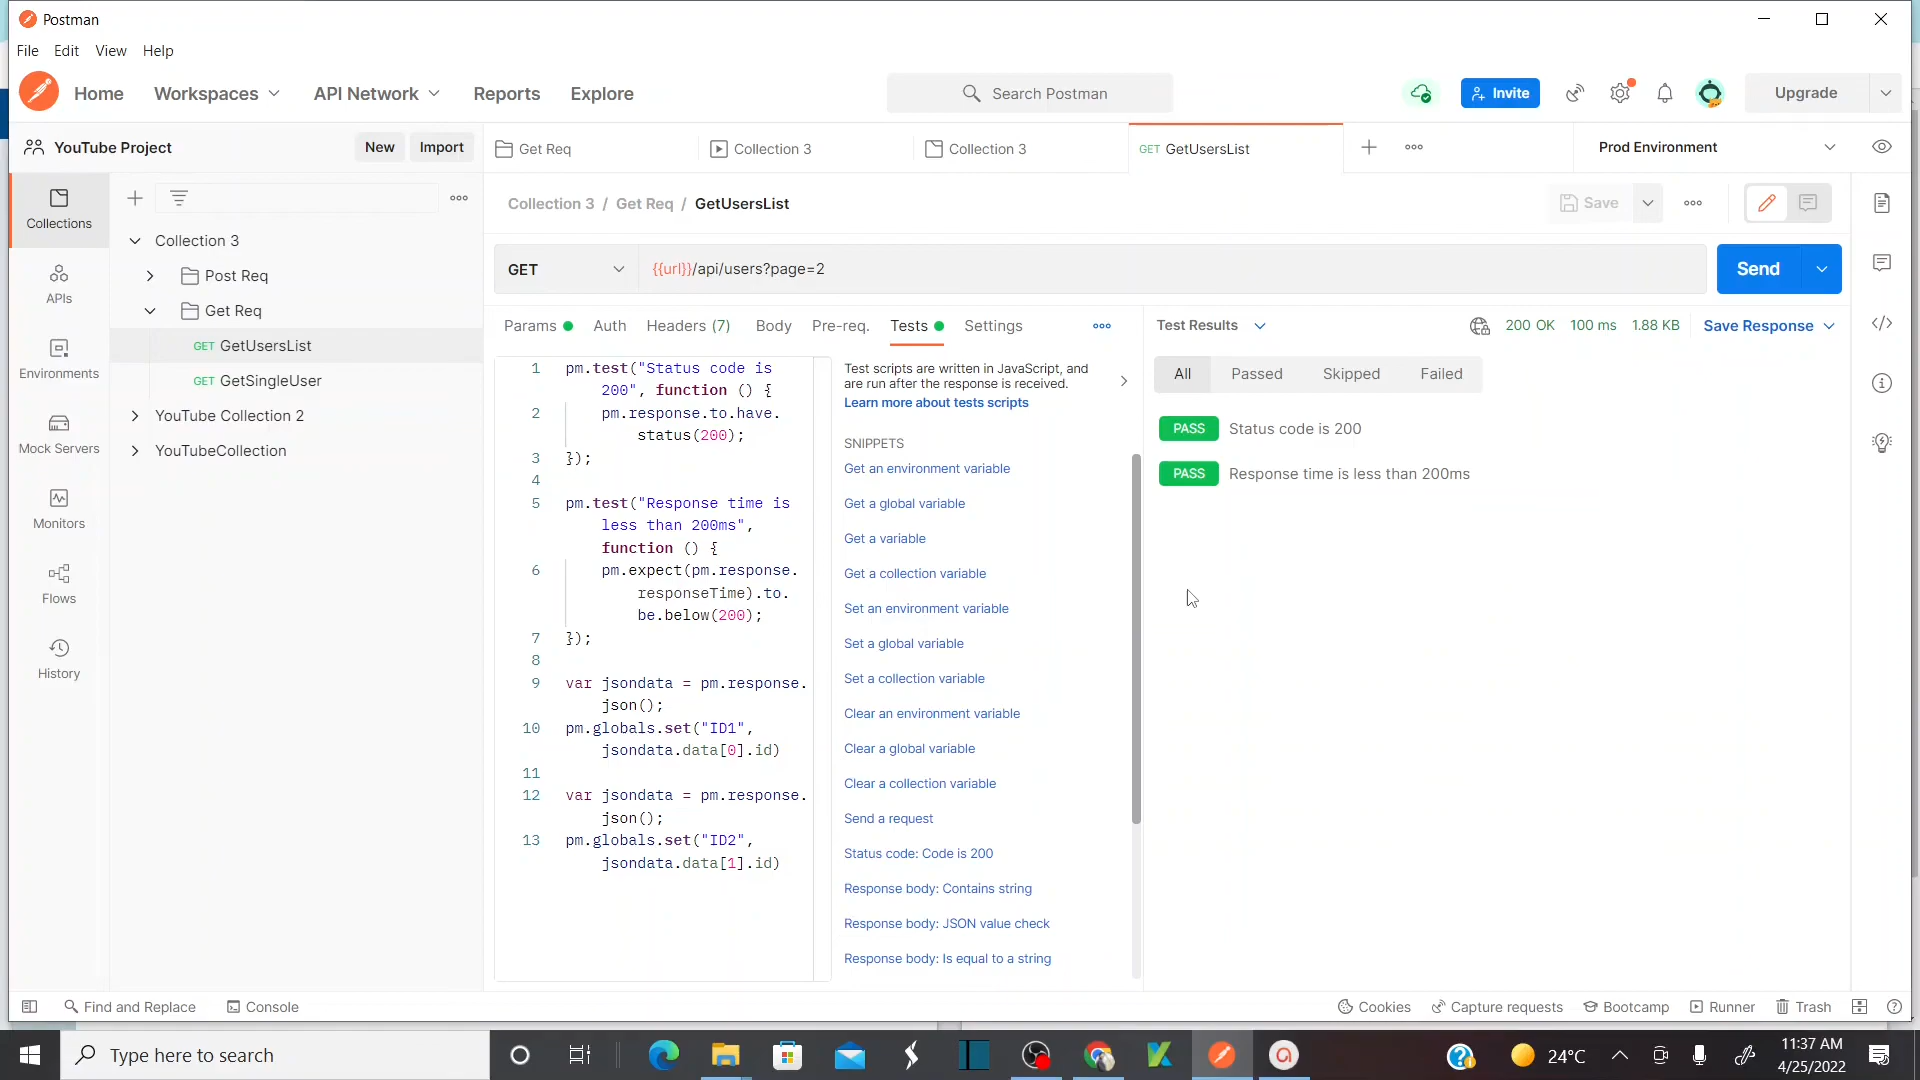 Postman
File Edit View Help
Home Workspaces API Network Reports Explore Search Postman Invite Upgrade
YouTube Project New Import Get Req Collection 3 Collection 3 GET GetUsersList Prod Environment
Collections
APIs
Environments
Mock Servers
Monitors
Flows
History
Collection 3
Post Req
Get Req
GET GetUsersList
GET GetSingleUser
YouTube Collection 2
YouTubeCollection
Collection 3 / Get Req / GetUsersList Save
GET {{url}}/api/users?page=2 Send
Params Auth Headers (7) Body Pre-req. Tests Settings
1 pm.test("Status code is
200", function () {
2 pm.response.to.have.
status(200);
3 });
4
5 pm.test("Response time is
less than 200ms",
function () {
6 pm.expect(pm.response.
responseTime).to.
be.below(200);
7 });
8
9 var jsondata = pm.response.
json();
10 pm.globals.set("ID1",
jsondata.data[0].id)
11
12 var jsondata = pm.response.
json();
13 pm.globals.set("ID2",
jsondata.data[1].id)
Test scripts are written in JavaScript, and
are run after the response is received.
Learn more about tests scripts
SNIPPETS
Get an environment variable
Get a global variable
Get a variable
Get a collection variable
Set an environment variable
Set a global variable
Set a collection variable
Clear an environment variable
Clear a global variable
Clear a collection variable
Send a request
Status code: Code is 200
Response body: Contains string
Response body: JSON value check
Response body: Is equal to a string
Test Results 200 OK 100 ms 1.88 KB Save Response
All Passed Skipped Failed
PASS Status code is 200
PASS Response time is less than 200ms
Find and Replace Console Cookies Capture requests Bootcamp Runner Trash
Type here to search 24°C 11:37 AM
4/25/2022